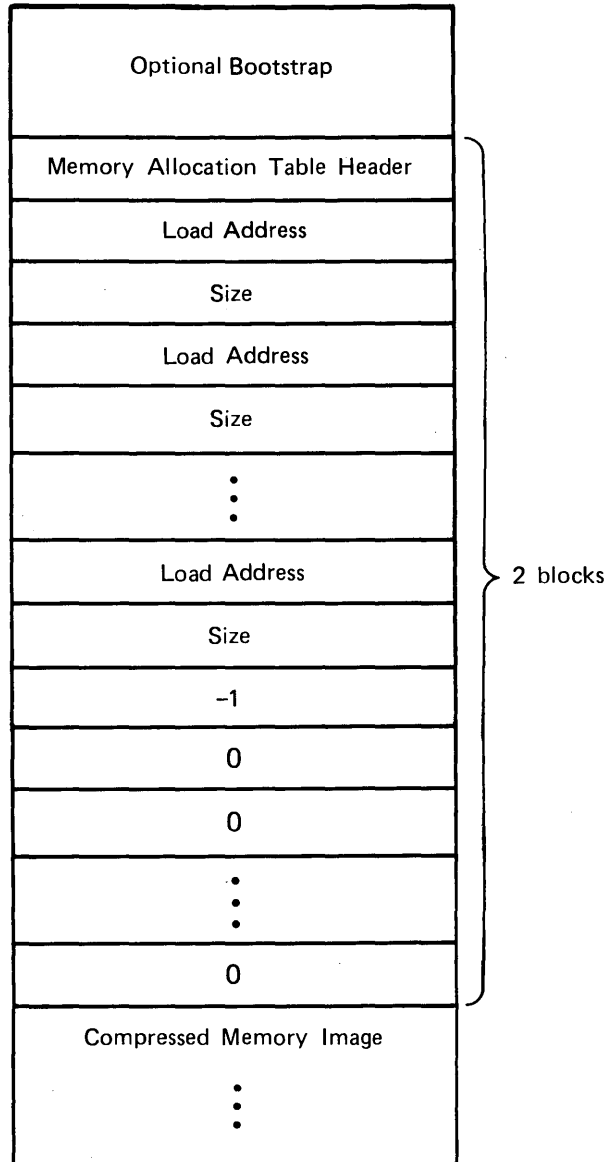 Optional Bootstrap
Memory Allocation Table Header
Load Address
Size
Load Address
Size
Load Address
2 blocks
Size
–1
0
0
0
Compressed Memory Image